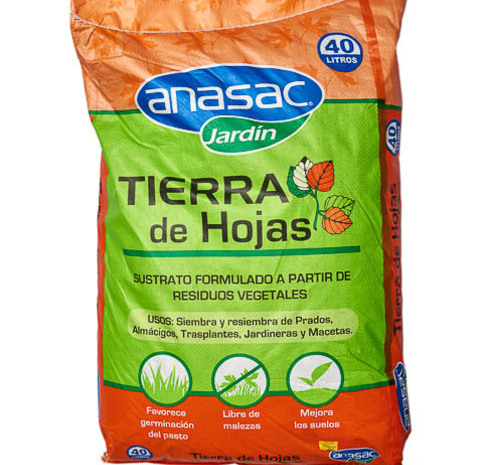 40
LITROS
anasac®
Jardín
TIERRA
de Hojas
SUSTRATO FORMULADO A PARTIR DE
RESIDUOS VEGETALES
USOS: Siembra y resiembra de Prados,
Almácigos, Trasplantes, Jardineras y Macetas.
Favorece
germinación
del pasto
Libre de
malezas
Mejora
los suelos
40
LITROS
Tierra de Hojas
anasac
40
Tierra de Hojas